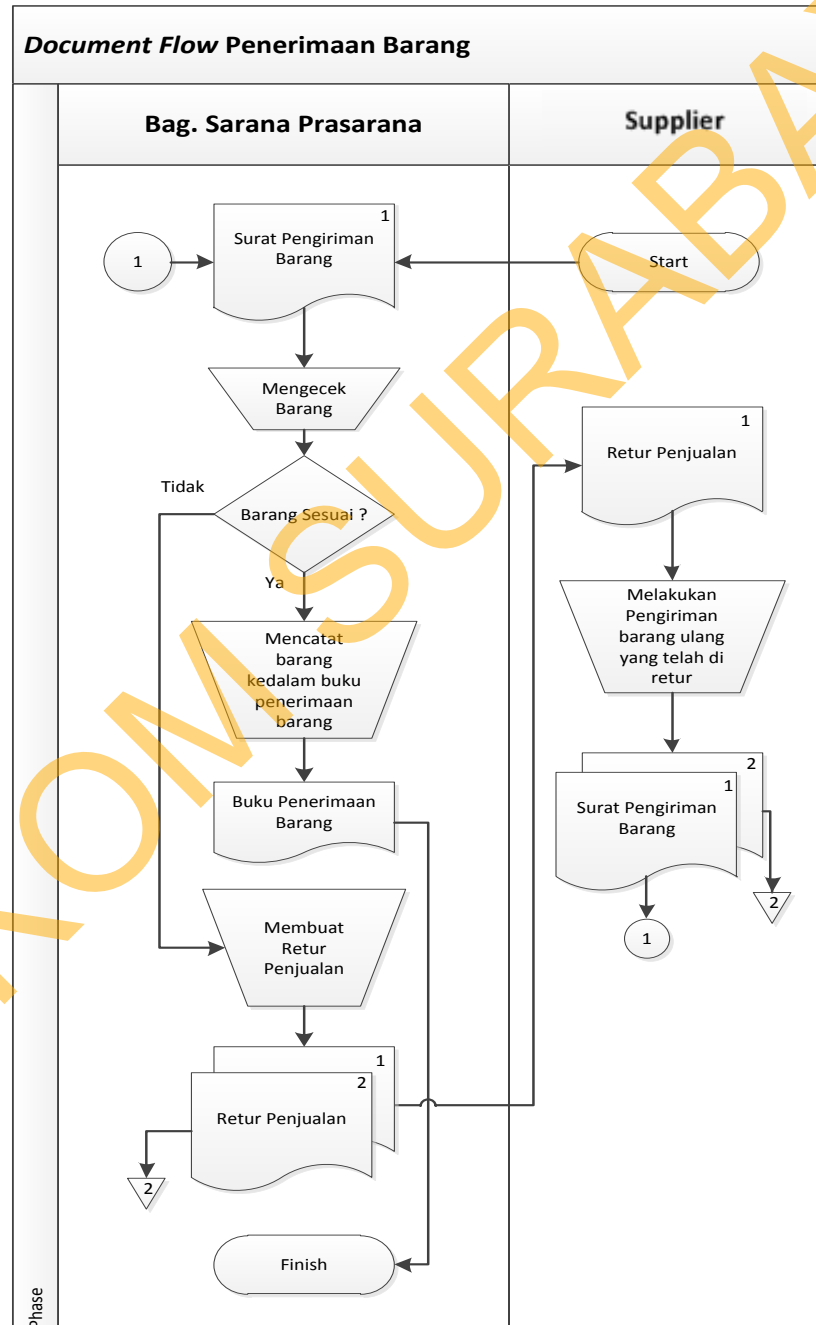 Document Flow Penerimaan Barang
Bag. Sarana Prasarana
Supplier
1
Surat Pengiriman
Barang
1
Start
Mengecek
Barang
Tidak
Barang Sesuai ?
Ya
Mencatat
barang
kedalam buku
penerimaan
barang
Buku Penerimaan
Barang
Membuat
Retur
Penjualan
1
2
Retur Penjualan
2
Finish
1
Retur Penjualan
Melakukan
Pengiriman
barang ulang
yang telah di
retur
2
1
Surat Pengiriman
Barang
2
1
Phase
OM SURABA